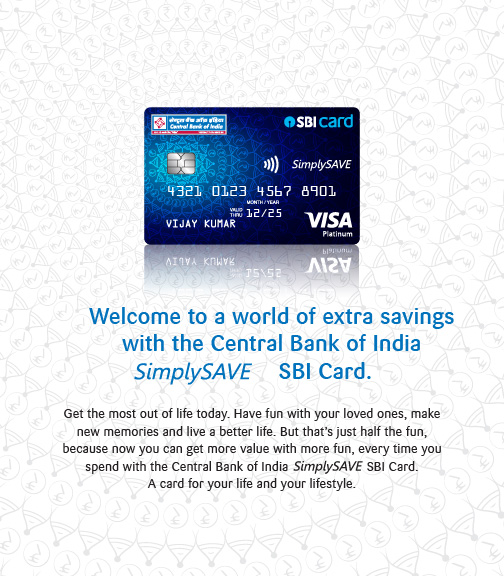 सेन्ट्रल बैंक ऑफ इंडिया
Central Bank of India
SBI card
SimplySAVE
4321 0123 4567 8901
MONTH / YEAR
VALID THRU 12/25
VIJAY KUMAR
VISA
Platinum
Welcome to a world of extra savings
with the Central Bank of India
SimplySAVE SBI Card.
Get the most out of life today. Have fun with your loved ones, make
new memories and live a better life. But that's just half the fun,
because now you can get more value with more fun, every time you
spend with the Central Bank of India SimplySAVE SBI Card.
A card for your life and your lifestyle.